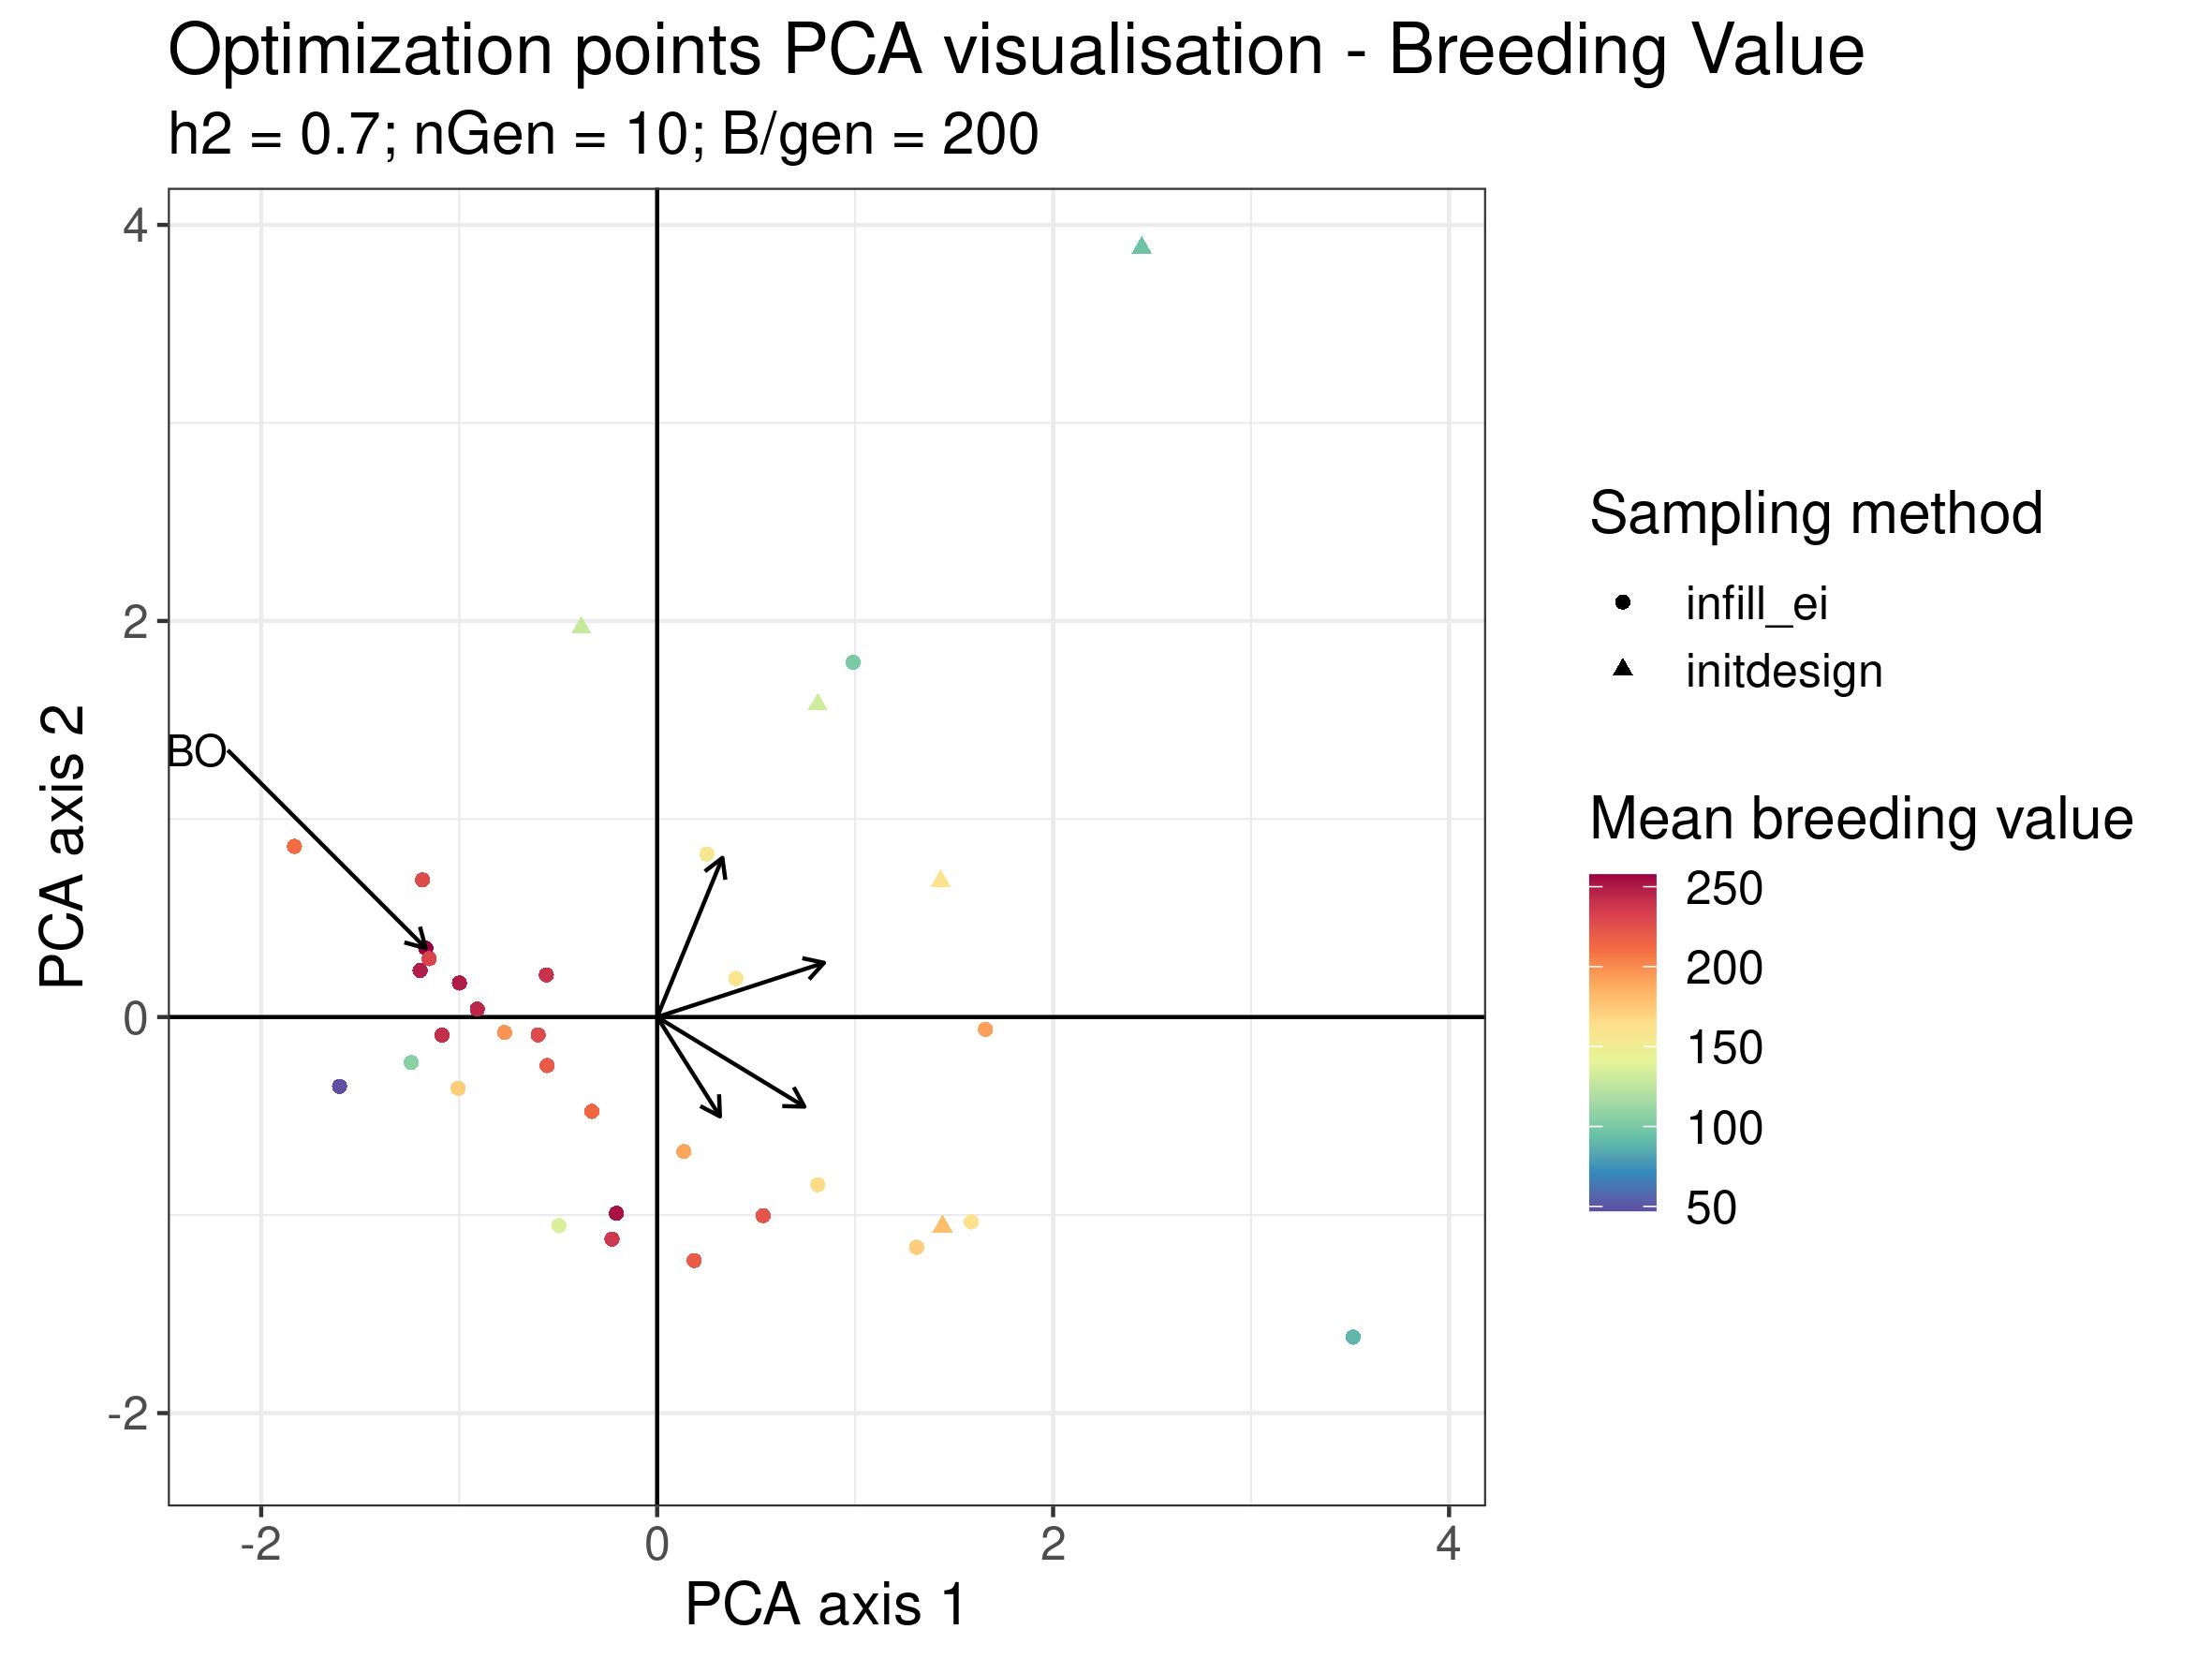 Optimization points PCA visualisation - Breeding Value
h2 = 0.7; nGen = 10; B/gen = 200
4
2
0
-2
PCA axis 2
BO
-2
0
2
4
PCA axis 1
Sampling method
infill_ei
initdesign
Mean breeding value
250
200
150
100
50